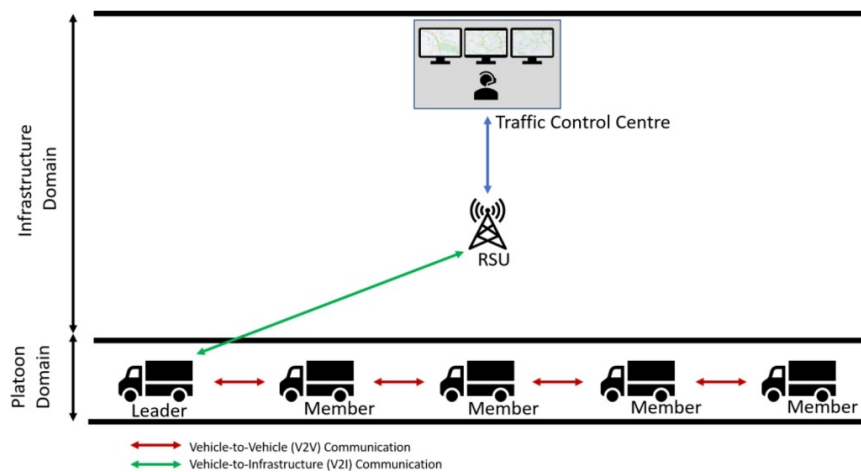 Infrastructure
Domain
Traffic Control Centre
RSU
Platoon
Domain
Leader
Member
Member
Member
Member
Vehicle-to-Vehicle (V2V) Communication
Vehicle-to-Infrastructure (V2I) Communication